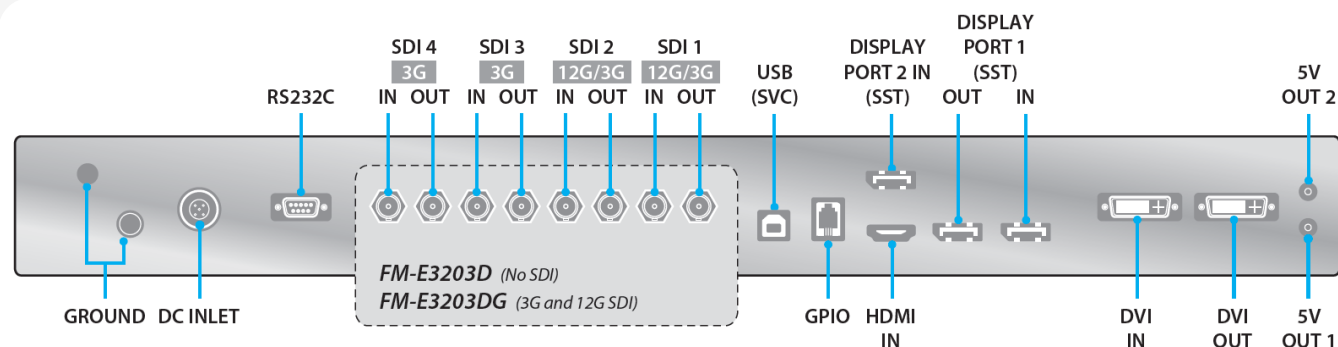 DISPLAY
SDI 4 SDI 3 SDI 2 SDI 1 DISPLAY PORT 1
3G 3G 12G/3G 12G/3G USB PORT 2 IN (SST) 5V
RS232C IN OUT IN OUT IN OUT IN OUT (SVC) (SST) OUT IN OUT 2
FM-E3203D (No SDI)
FM-E3203DG (3G and 12G SDI)
GROUND DC INLET GPIO HDMI DVI DVI 5V
IN IN OUT OUT 1